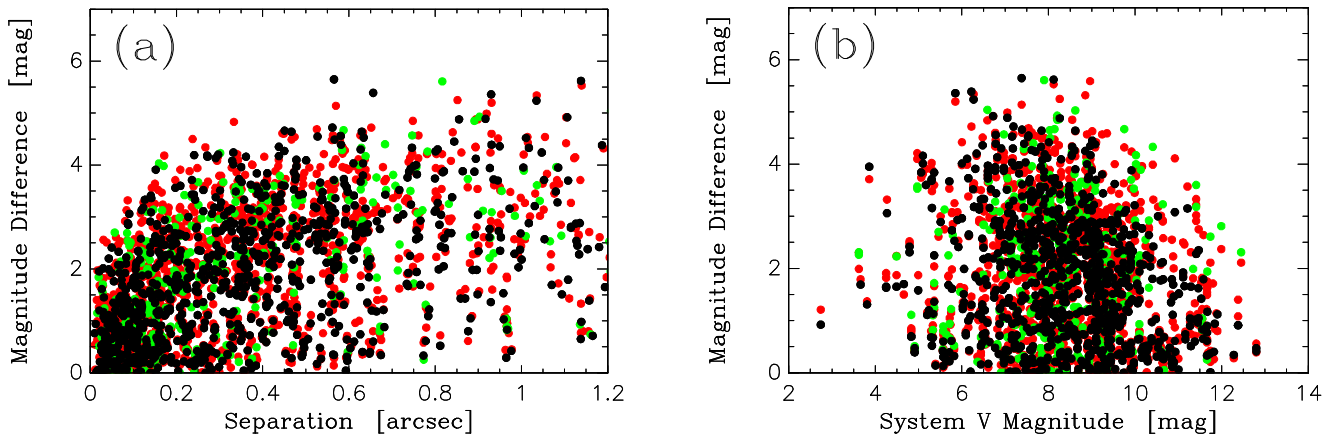 (a)
Magnitude Difference [mag]
6
4
2
0
0 0.2 0.4 0.6 0.8 1 1.2
Separation [arcsec]
(b)
Magnitude Difference [mag]
6
4
2
0
2 4 6 8 10 12 14
System V Magnitude [mag]